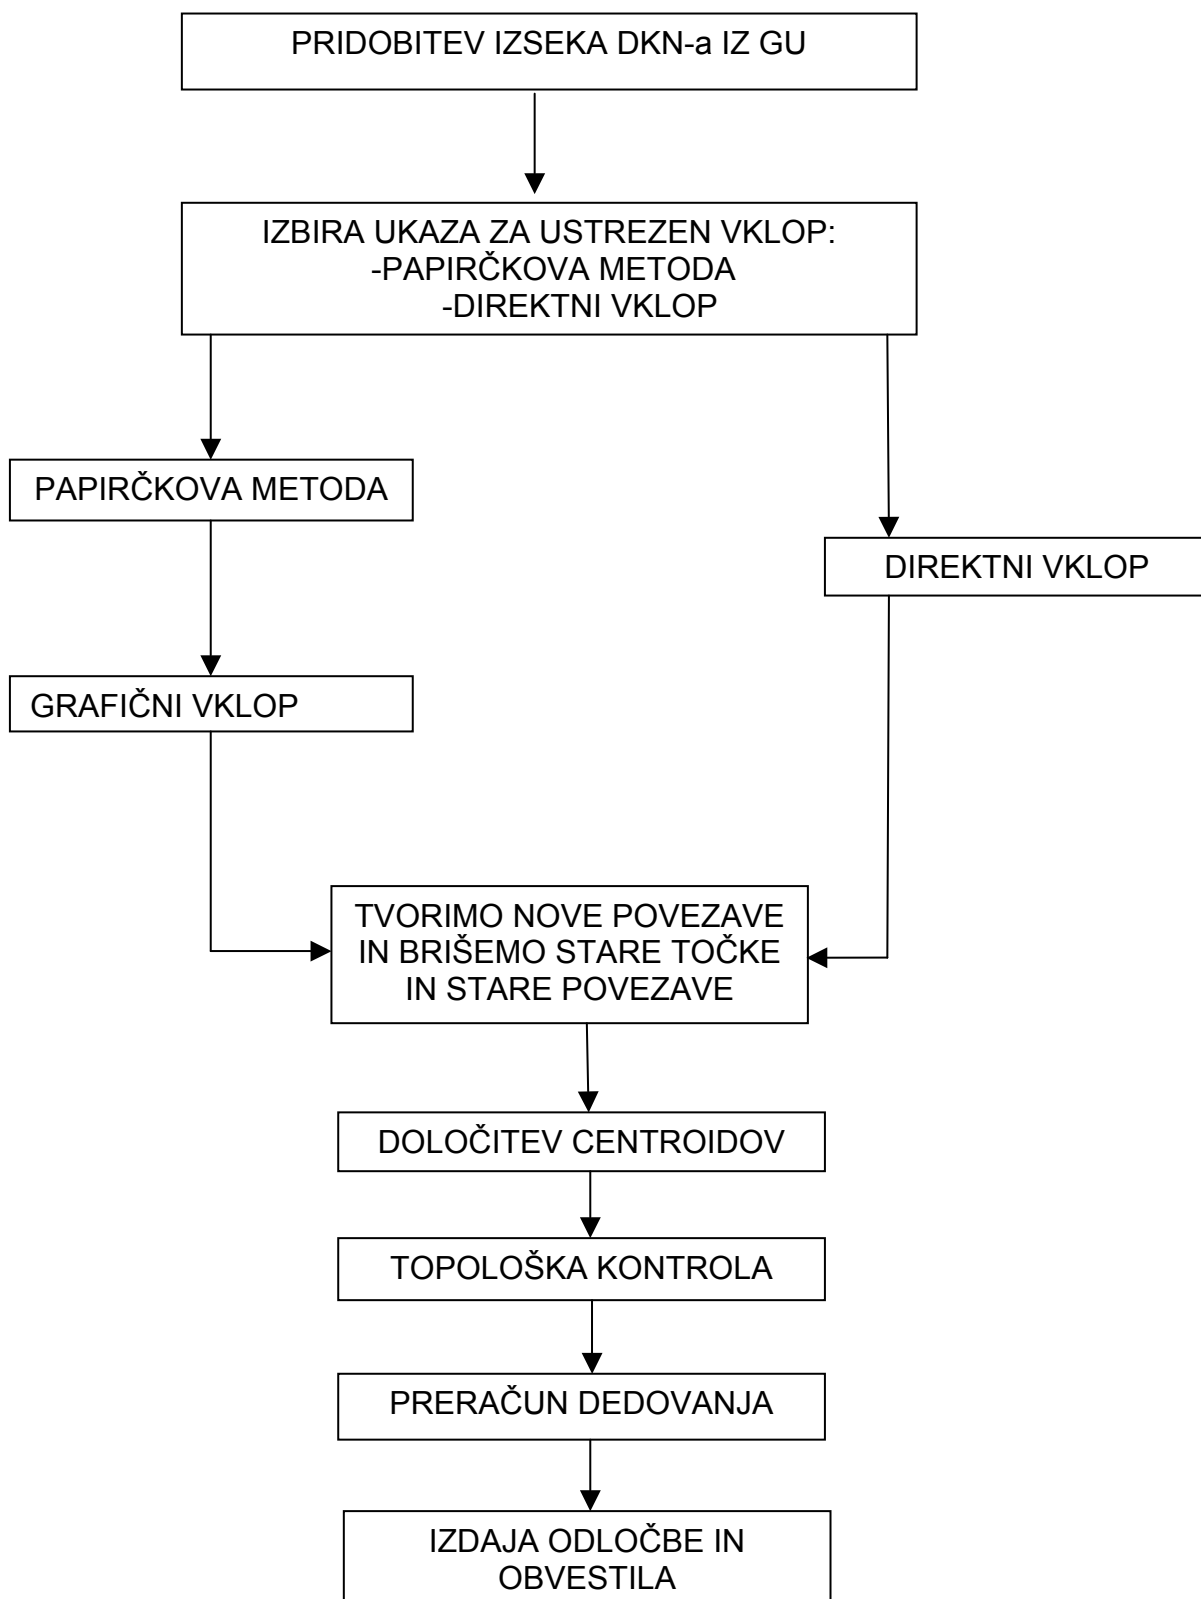 PRIDOBITEV IZSEKA DKN-a IZ GU
IZBIRA UKAZA ZA USTREZEN VKLOP:
-PAPIRČKOVA METODA
-DIREKTNI VKLOP
PAPIRČKOVA METODA
DIREKTNI VKLOP
GRAFIČNI VKLOP
TVORIMO NOVE POVEZAVE
IN BRIŠEMO STARE TOČKE
IN STARE POVEZAVE
DOLOČITEV CENTROIDOV
TOPOLOŠKA KONTROLA
PRERAČUN DEDOVANJA
IZDAJA ODLOČBE IN
OBVESTILA